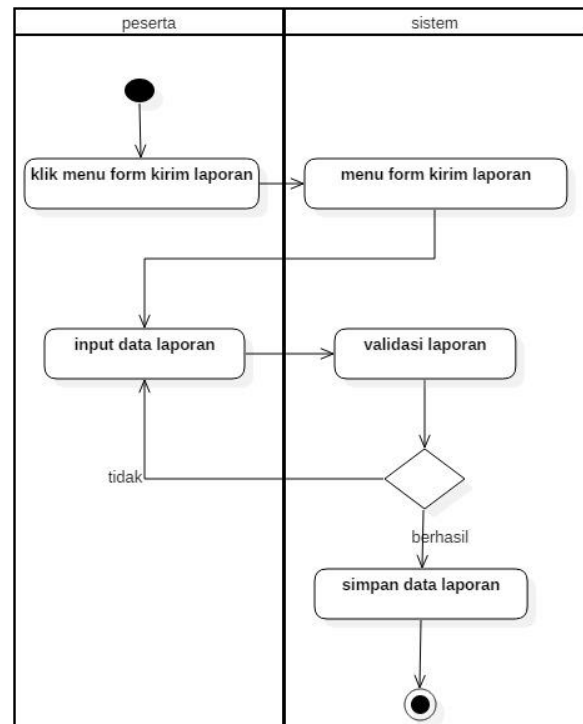 peserta
sistem
klik menu form kirim laporan
menu form kirim laporan
input data laporan
validasi laporan
tidak
berhasil
simpan data laporan